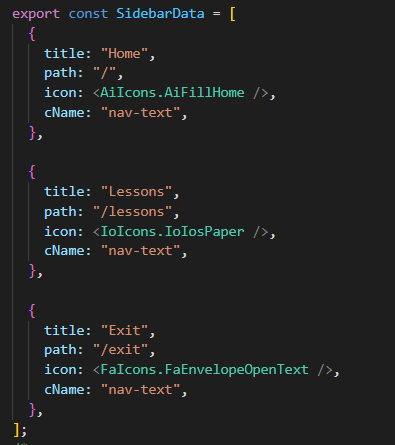 export const SidebarData = [
{
title: "Home",
path: "/",
icon: <AiIcons.AiFillHome />,
cName: "nav-text",
},
{
title: "Lessons",
path: "/lessons",
icon: <IoIcons.IoIosPaper />,
cName: "nav-text",
},
{
title: "Exit",
path: "/exit",
icon: <FaIcons.FaEnvelopeOpenText />,
cName: "nav-text",
},
];